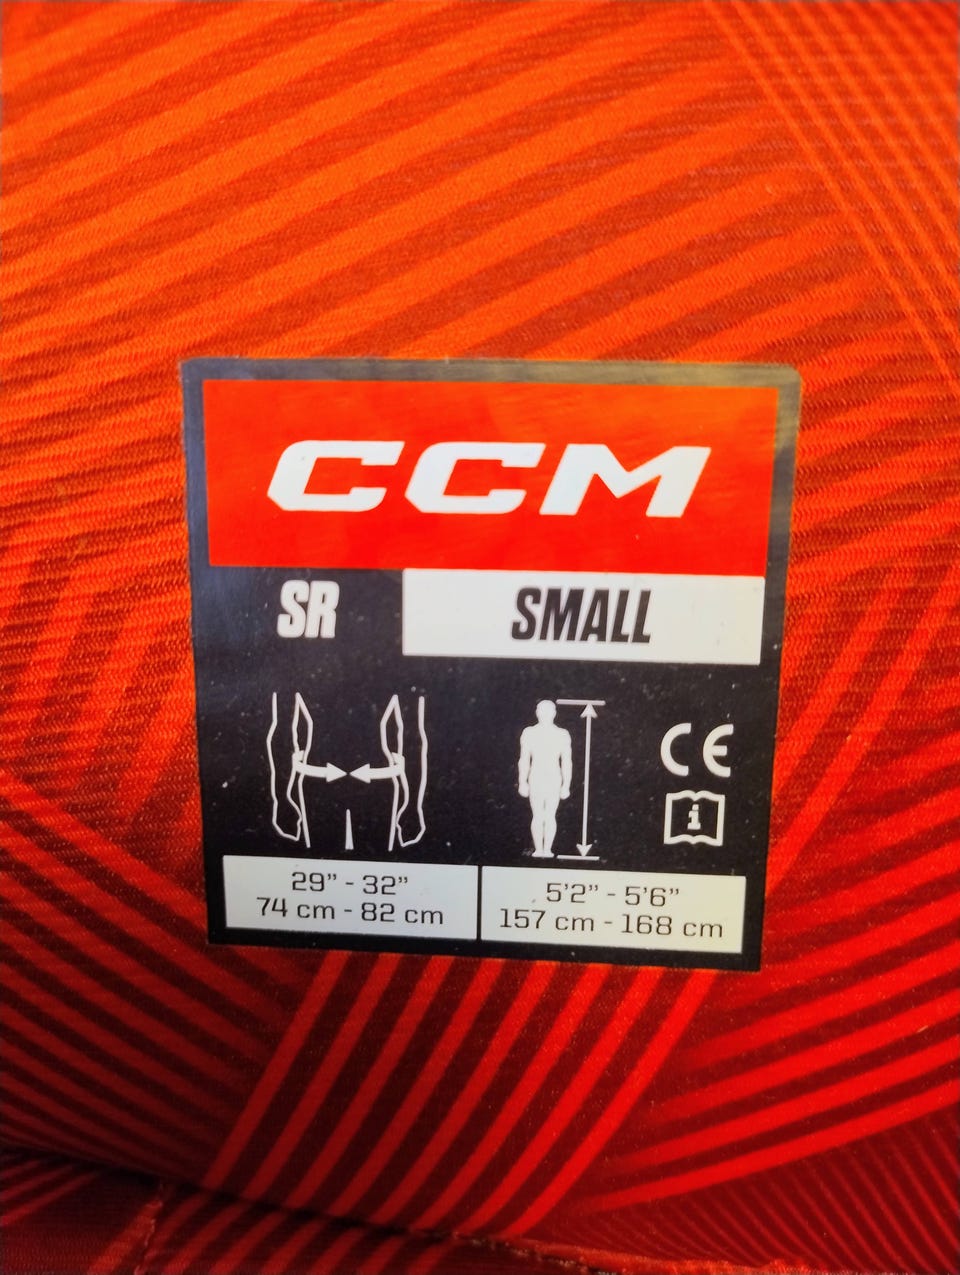 CCM
SR SMALL
CE
i
29” - 32”
74 cm - 82 cm
5’2” - 5’6”
157 cm - 168 cm